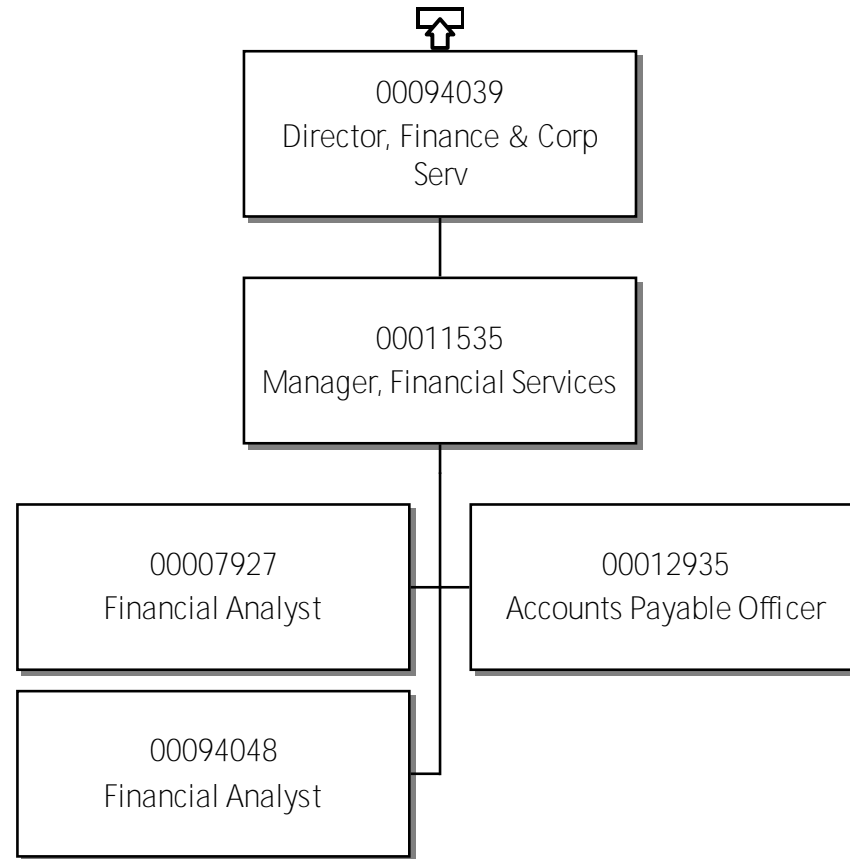 00094039
Director, Finance & Corp
Serv
00011535
Manager, Financial Services
00007927
Financial Analyst
00012935
Accounts Payable Officer
00094048
Financial Analyst